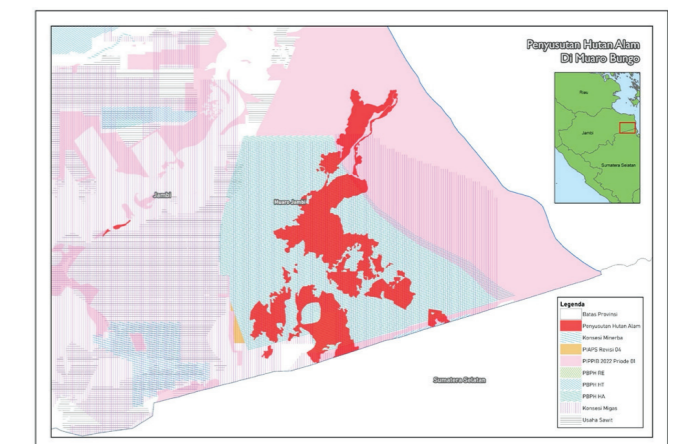 Penyusutan Hutan Alam
Di Muaro Bungo
Riau
Jambi
Sumatera Selatan
Jambi
Muaro Jambi
Sumatera Selatan
Legenda
Batas Provinsi
Penyusutan Hutan Alam
Konsesi Minerba
PIAPS Revisi 04
PIPPIB 2022 Priode 01
PBPH RE
PBPH HT
PBPH HA
Konsesi Migas
Usaha Sawit